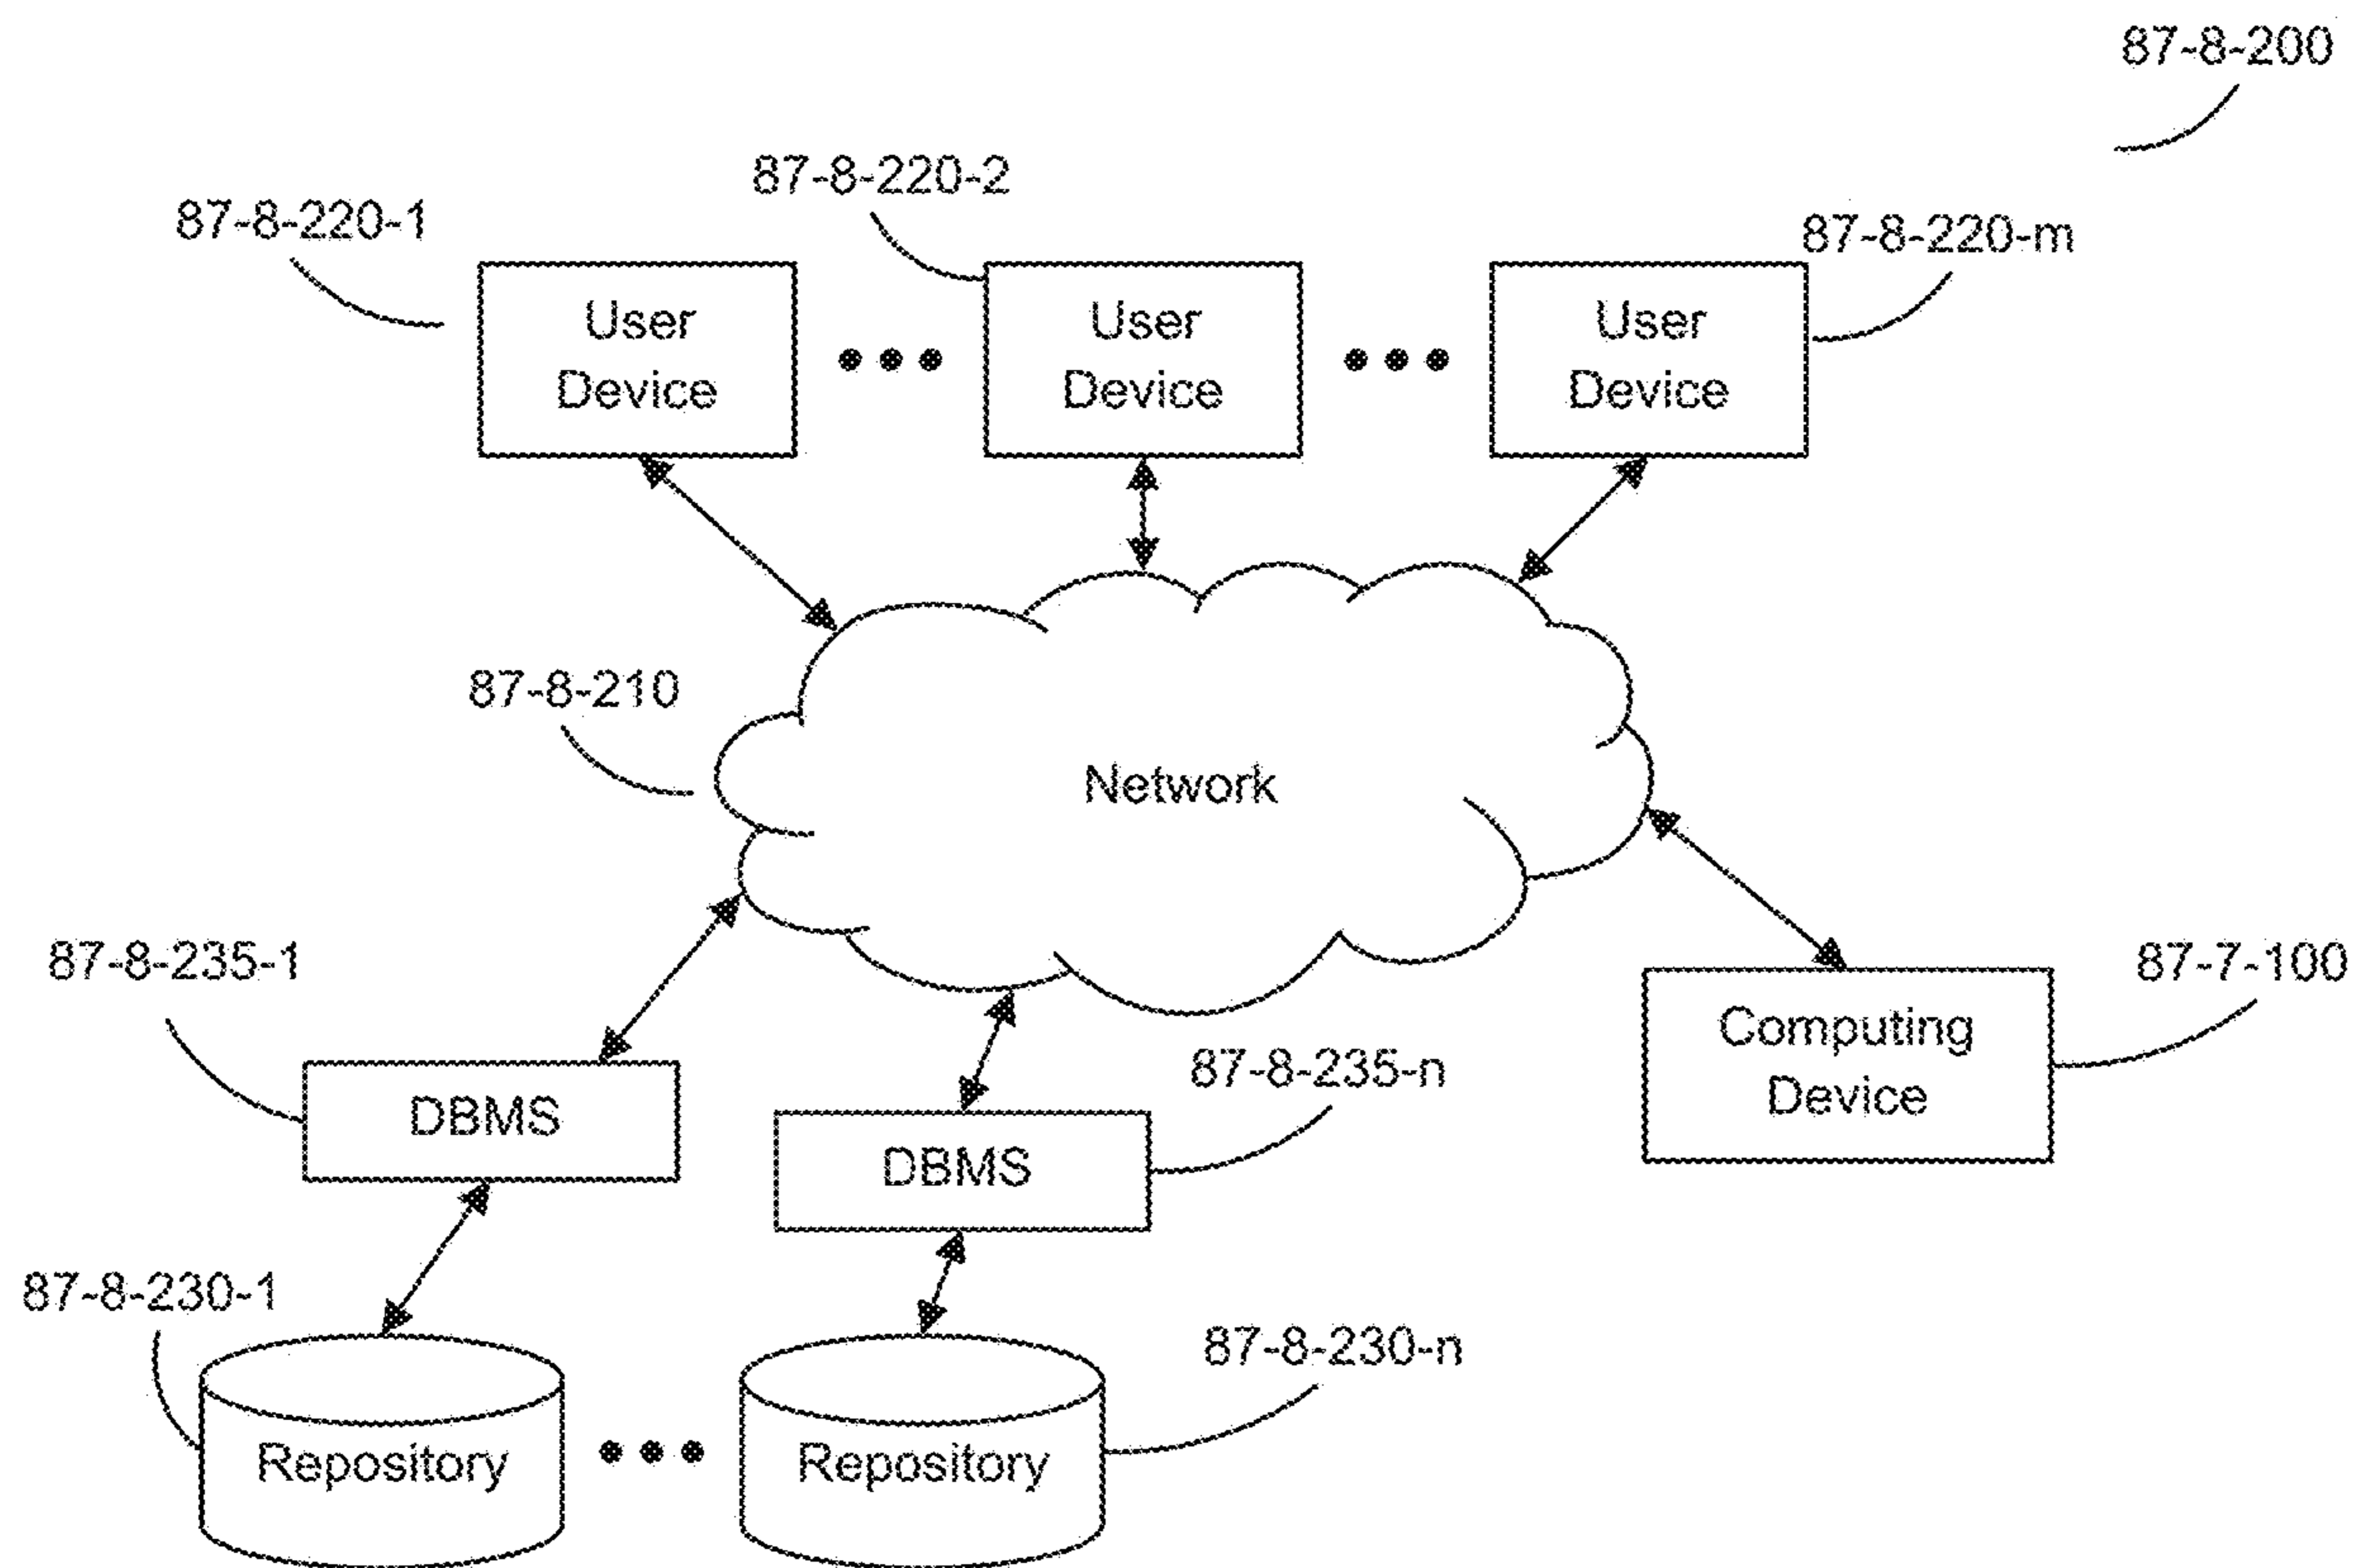 87-8-200
87-8-220-2
87-8-220-1
87-8-220-m
User
Device
User
Device
User
Device
87-8-210
Network
87-8-235-1
87-7-100
Computing
Device
87-8-235-n
DBMS
DBMS
87-8-230-1
87-8-230-n
Repository
Repository